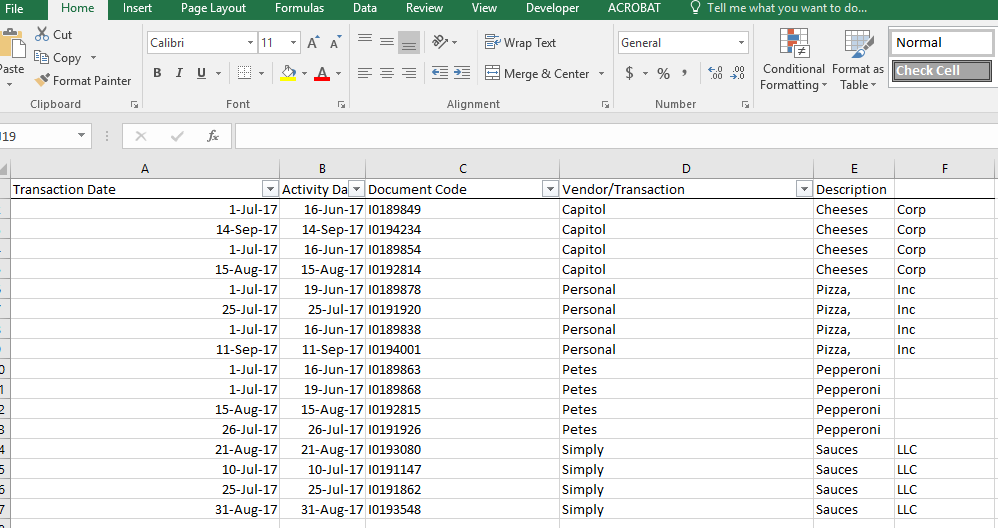 File Home Insert Page Layout Formulas Data Review View Developer ACROBAT Tell me what you want to do...
Cut
Copy
Format Painter
Clipboard
Calibri 11
B I U
Font
Wrap Text
Merge & Center
Alignment
General
$ % , .0 .00 .00 .0
Number
Conditional Formatting
Format as Table
Normal
Check Cell
fx
A B C D E F
Transaction Date Activity Da Document Code Vendor/Transaction Description
1-Jul-17 16-Jun-17 I0189849 Capitol Cheeses Corp
14-Sep-17 14-Sep-17 I0194234 Capitol Cheeses Corp
1-Jul-17 16-Jun-17 I0189854 Capitol Cheeses Corp
15-Aug-17 15-Aug-17 I0192814 Capitol Cheeses Corp
1-Jul-17 19-Jun-17 I0189878 Personal Pizza, Inc
25-Jul-17 25-Jul-17 I0191920 Personal Pizza, Inc
1-Jul-17 16-Jun-17 I0189838 Personal Pizza, Inc
11-Sep-17 11-Sep-17 I0194001 Personal Pizza, Inc
1-Jul-17 16-Jun-17 I0189863 Petes Pepperoni
1-Jul-17 19-Jun-17 I0189868 Petes Pepperoni
15-Aug-17 15-Aug-17 I0192815 Petes Pepperoni
26-Jul-17 26-Jul-17 I0191926 Petes Pepperoni
21-Aug-17 21-Aug-17 I0193080 Simply Sauces LLC
10-Jul-17 10-Jul-17 I0191147 Simply Sauces LLC
25-Jul-17 25-Jul-17 I0191862 Simply Sauces LLC
31-Aug-17 31-Aug-17 I0193548 Simply Sauces LLC